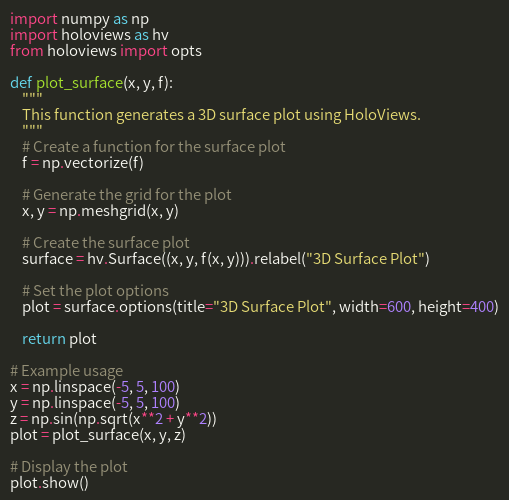 import numpy as np
import holoviews as hv
from holoviews import opts

def plot_surface(x, y, f):
    """
    This function generates a 3D surface plot using HoloViews.
    """
    # Create a function for the surface plot
    f = np.vectorize(f)

    # Generate the grid for the plot
    x, y = np.meshgrid(x, y)

    # Create the surface plot
    surface = hv.Surface((x, y, f(x, y))).relabel("3D Surface Plot")

    # Set the plot options
    plot = surface.options(title="3D Surface Plot", width=600, height=400)

    return plot

# Example usage
x = np.linspace(-5, 5, 100)
y = np.linspace(-5, 5, 100)
z = np.sin(np.sqrt(x**2 + y**2))
plot = plot_surface(x, y, z)

# Display the plot
plot.show()